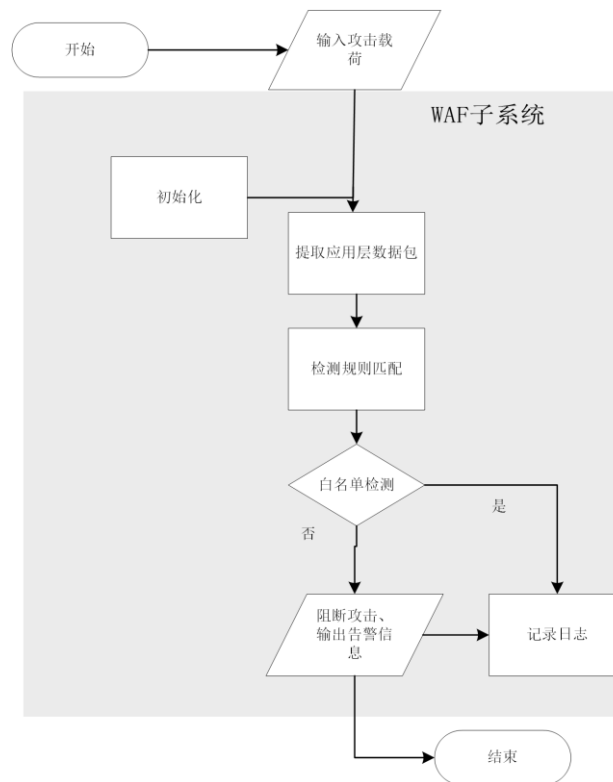 开始
输入攻击载
荷
WAF子系统
初始化
提取应用层数据包
检测规则匹配
白名单检测
是
否
阻断攻击、
输出告警信
息
记录日志
结束